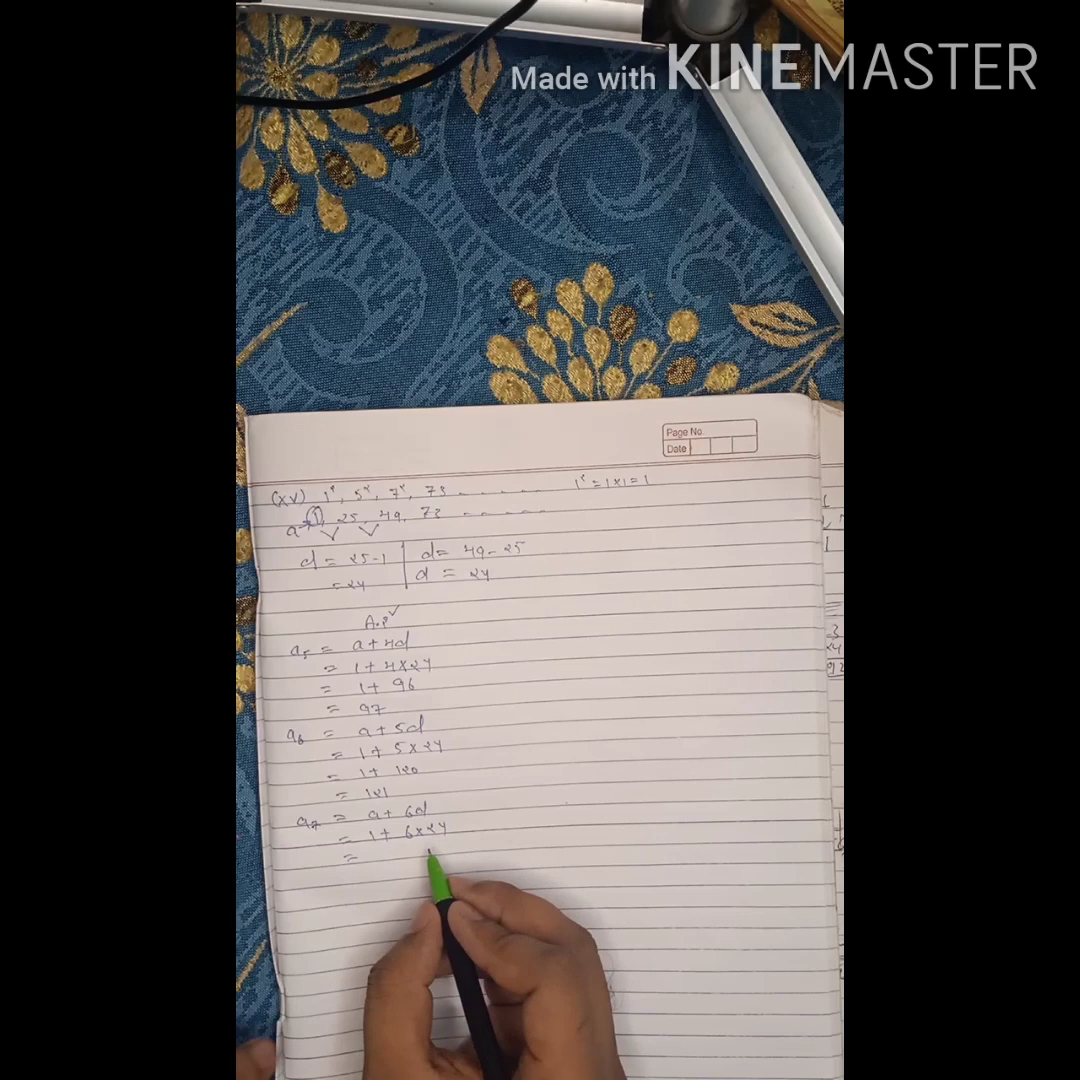 Made with KINEMASTER
Page No.
Date
(xv) 1², 5², 7², 73 - - - - - -
1² = 1×1 = 1
a→1, 25, 49, 73 - - - - - -
d = 25-1
= 24
d = 49-25
d = 24
A.P ✓
a₅ = a+4d
= 1+4×24
= 1+96
= 97
a₆ = a+5d
= 1+5×24
= 1+120
= 121
a₇ = a+6d
= 1+6×24
=